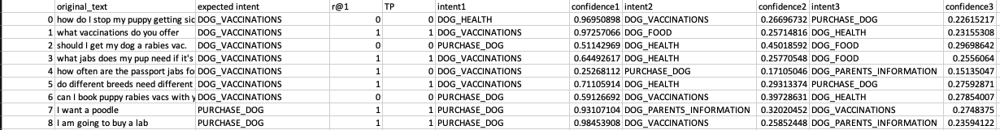 original_text expected intent r@1 TP intent1 confidence1 intent2 confidence2 intent3 confidence3
0 how do I stop my puppy getting sic DOG_VACCINATIONS 0 0 DOG_HEALTH 0.96950898 DOG_VACCINATIONS 0.26696732 PURCHASE_DOG 0.22615217
1 what vaccinations do you offer DOG_VACCINATIONS 1 1 DOG_VACCINATIONS 0.97257066 DOG_FOOD 0.25714816 DOG_HEALTH 0.23155308
2 should I get my dog a rabies vac. DOG_VACCINATIONS 0 0 PURCHASE_DOG 0.51142969 DOG_HEALTH 0.45018592 DOG_FOOD 0.29698642
3 what jabs does my pup need if it's DOG_VACCINATIONS 1 1 DOG_VACCINATIONS 0.64492617 DOG_HEALTH 0.25770548 DOG_FOOD 0.2556064
4 how often are the passport jabs fo DOG_VACCINATIONS 1 0 DOG_VACCINATIONS 0.25268112 PURCHASE_DOG 0.17105046 DOG_PARENTS_INFORMATION 0.15135047
5 do different breeds need different DOG_VACCINATIONS 1 1 DOG_VACCINATIONS 0.71105914 DOG_HEALTH 0.29313374 PURCHASE_DOG 0.27592871
6 can I book puppy rabies vacs with y DOG_VACCINATIONS 0 0 PURCHASE_DOG 0.59126692 DOG_VACCINATIONS 0.39728631 DOG_HEALTH 0.27854007
7 I want a poodle PURCHASE_DOG 1 1 PURCHASE_DOG 0.93107104 DOG_PARENTS_INFORMATION 0.32020452 DOG_VACCINATIONS 0.2748375
8 I am going to buy a lab PURCHASE_DOG 1 1 PURCHASE_DOG 0.98453908 DOG_VACCINATIONS 0.25852448 DOG_PARENTS_INFORMATION 0.23594122